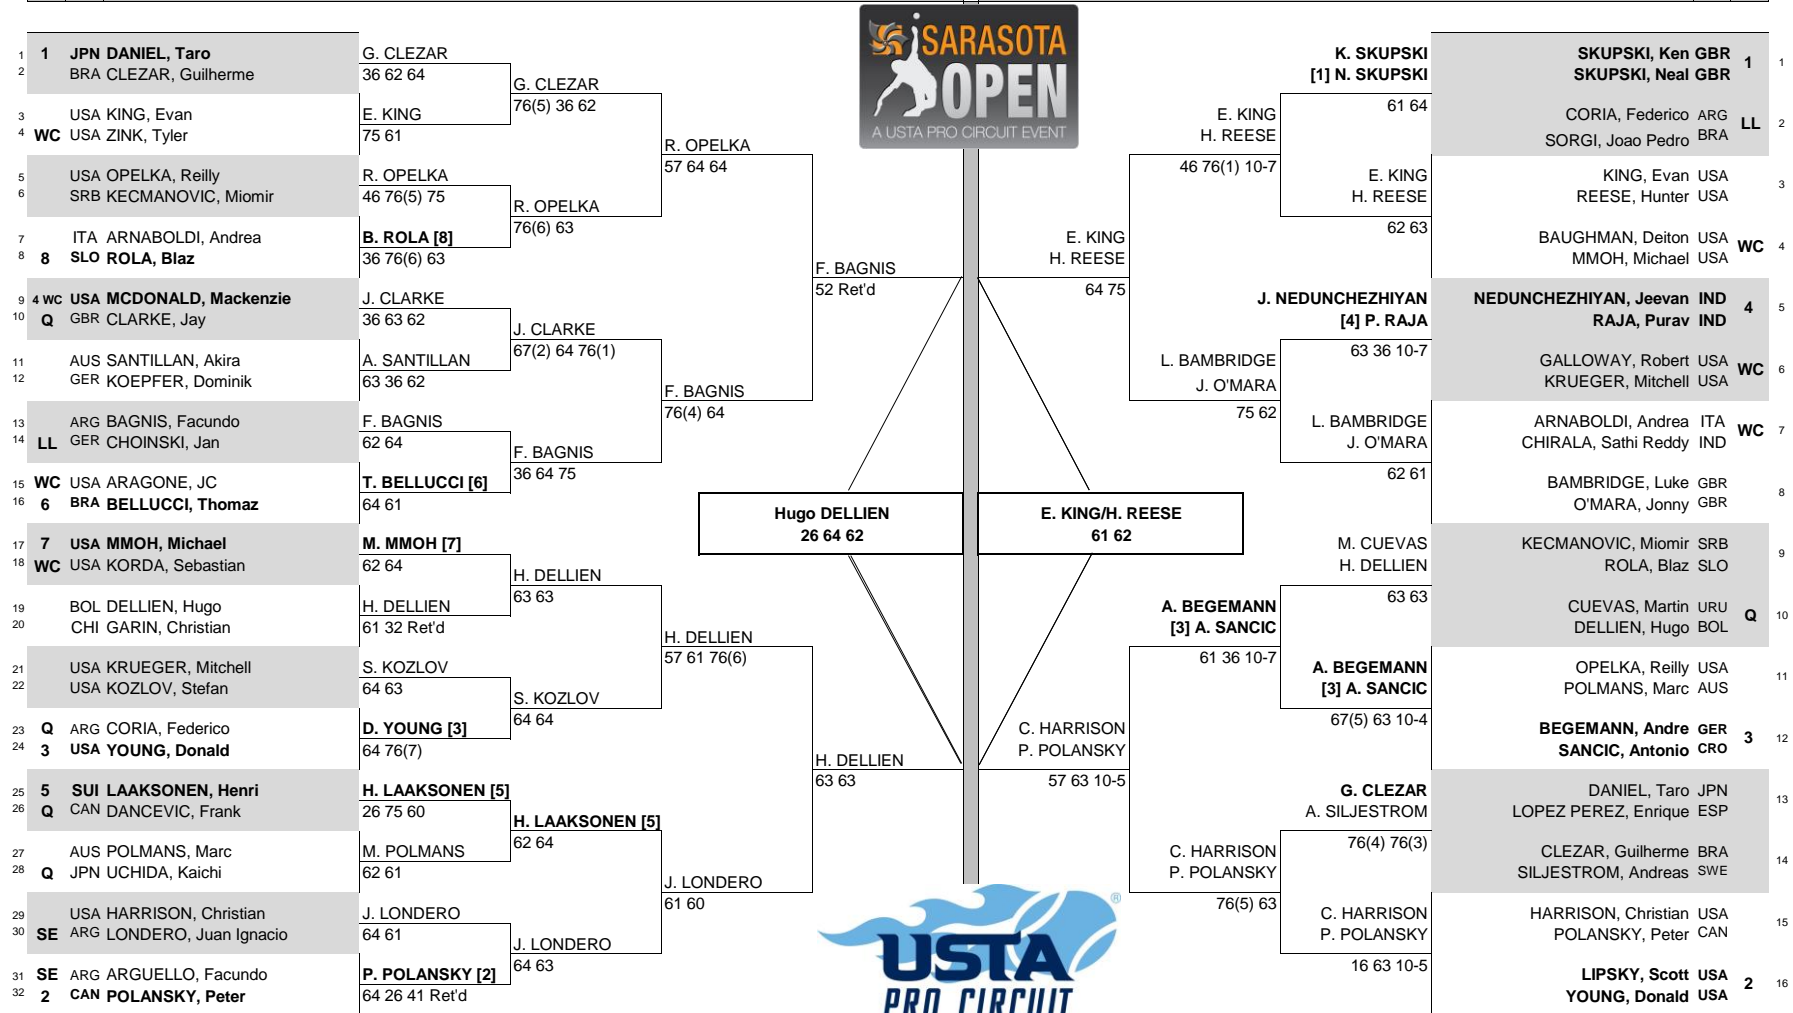 SARASOTA
OPEN
A USTA PRO CIRCUIT EVENT
1 1 JPN DANIEL, Taro
2 BRA CLEZAR, Guilherme
3 USA KING, Evan
4 WC USA ZINK, Tyler
5 USA OPELKA, Reilly
6 SRB KECMANOVIC, Miomir
7 ITA ARNABOLDI, Andrea
8 8 SLO ROLA, Blaz
9 4 WC USA MCDONALD, Mackenzie
10 Q GBR CLARKE, Jay
11 AUS SANTILLAN, Akira
12 GER KOEPFER, Dominik
13 ARG BAGNIS, Facundo
14 LL GER CHOINSKI, Jan
15 WC USA ARAGONE, JC
16 6 BRA BELLUCCI, Thomaz
17 7 USA MMOH, Michael
18 WC USA KORDA, Sebastian
19 BOL DELLIEN, Hugo
20 CHI GARIN, Christian
21 USA KRUEGER, Mitchell
22 USA KOZLOV, Stefan
23 Q ARG CORIA, Federico
24 3 USA YOUNG, Donald
25 5 SUI LAAKSONEN, Henri
26 Q CAN DANCEVIC, Frank
27 AUS POLMANS, Marc
28 Q JPN UCHIDA, Kaichi
29 USA HARRISON, Christian
30 SE ARG LONDERO, Juan Ignacio
31 SE ARG ARGUELLO, Facundo
32 2 CAN POLANSKY, Peter
G. CLEZAR
36 62 64
E. KING
75 61
R. OPELKA
46 76(5) 75
B. ROLA [8]
36 76(6) 63
J. CLARKE
36 63 62
A. SANTILLAN
63 36 62
F. BAGNIS
62 64
T. BELLUCCI [6]
64 61
M. MMOH [7]
62 64
H. DELLIEN
61 32 Ret'd
S. KOZLOV
64 63
D. YOUNG [3]
64 76(7)
H. LAAKSONEN [5]
26 75 60
M. POLMANS
62 61
J. LONDERO
64 61
P. POLANSKY [2]
64 26 41 Ret'd
G. CLEZAR
76(5) 36 62
R. OPELKA
76(6) 63
J. CLARKE
67(2) 64 76(1)
F. BAGNIS
36 64 75
H. DELLIEN
63 63
S. KOZLOV
64 64
H. LAAKSONEN [5]
62 64
J. LONDERO
64 63
R. OPELKA
57 64 64
F. BAGNIS
76(4) 64
H. DELLIEN
57 61 76(6)
J. LONDERO
61 60
F. BAGNIS
52 Ret'd
H. DELLIEN
63 63
Hugo DELLIEN
26 64 62
E. KING/H. REESE
61 62
E. KING
H. REESE
64 75
C. HARRISON
P. POLANSKY
57 63 10-5
E. KING
H. REESE
46 76(1) 10-7
L. BAMBRIDGE
J. O'MARA
75 62
A. BEGEMANN
[3] A. SANCIC
61 36 10-7
C. HARRISON
P. POLANSKY
76(5) 63
K. SKUPSKI
[1] N. SKUPSKI
61 64
E. KING
H. REESE
62 63
J. NEDUNCHEZHIYAN
[4] P. RAJA
63 36 10-7
L. BAMBRIDGE
J. O'MARA
62 61
M. CUEVAS
H. DELLIEN
63 63
A. BEGEMANN
[3] A. SANCIC
67(5) 63 10-4
G. CLEZAR
A. SILJESTROM
76(4) 76(3)
C. HARRISON
P. POLANSKY
16 63 10-5
SKUPSKI, Ken GBR
SKUPSKI, Neal GBR
1 1
CORIA, Federico ARG
SORGI, Joao Pedro BRA
LL 2
KING, Evan USA
REESE, Hunter USA
3
BAUGHMAN, Deiton USA
MMOH, Michael USA
WC 4
NEDUNCHEZHIYAN, Jeevan IND
RAJA, Purav IND
4 5
GALLOWAY, Robert USA
KRUEGER, Mitchell USA
WC 6
ARNABOLDI, Andrea ITA
CHIRALA, Sathi Reddy IND
WC 7
BAMBRIDGE, Luke GBR
O'MARA, Jonny GBR
8
KECMANOVIC, Miomir SRB
ROLA, Blaz SLO
9
CUEVAS, Martin URU
DELLIEN, Hugo BOL
Q 10
OPELKA, Reilly USA
POLMANS, Marc AUS
11
BEGEMANN, Andre GER
SANCIC, Antonio CRO
3 12
DANIEL, Taro JPN
LOPEZ PEREZ, Enrique ESP
13
CLEZAR, Guilherme BRA
SILJESTROM, Andreas SWE
14
HARRISON, Christian USA
POLANSKY, Peter CAN
15
LIPSKY, Scott USA
YOUNG, Donald USA
2 16
®
USTA
PRO CIRCUIT